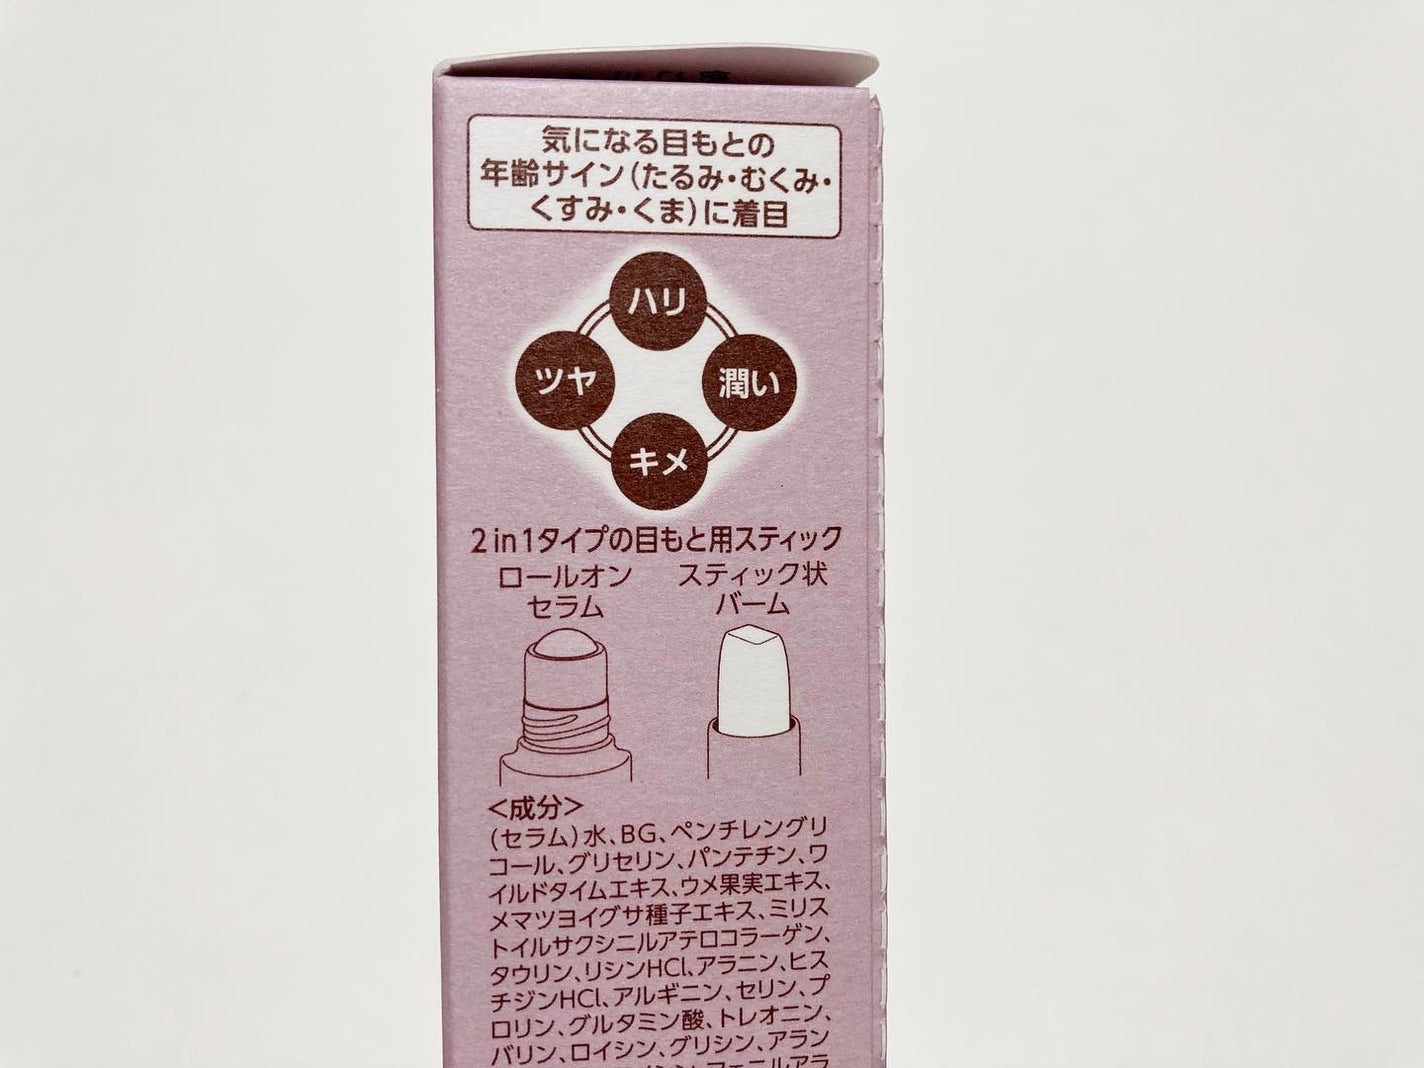 気になる目もとの
年齢サイン(たるみ・むくみ・
くすみ・くま)に着目
ハリ
ツヤ
潤い
キメ
2in1タイプの目もと用スティック
ロールオン
セラム
スティック状
バーム
<成分>
(セラム)水、BG、ペンチレングリ
コール、グリセリン、パンテチン、ワ
イルドタイムエキス、ウメ果実エキス、
メマツヨイグサ種子エキス、ミリス
トイルサクシニルアテロコラーゲン、
タウリン、リシンHCl、アラニン、ヒス
チジンHCl、アルギニン、セリン、プ
ロリン、グルタミン酸、トレオニン、
バリン、ロイシン、グリシン、アラン
フェニルアラ